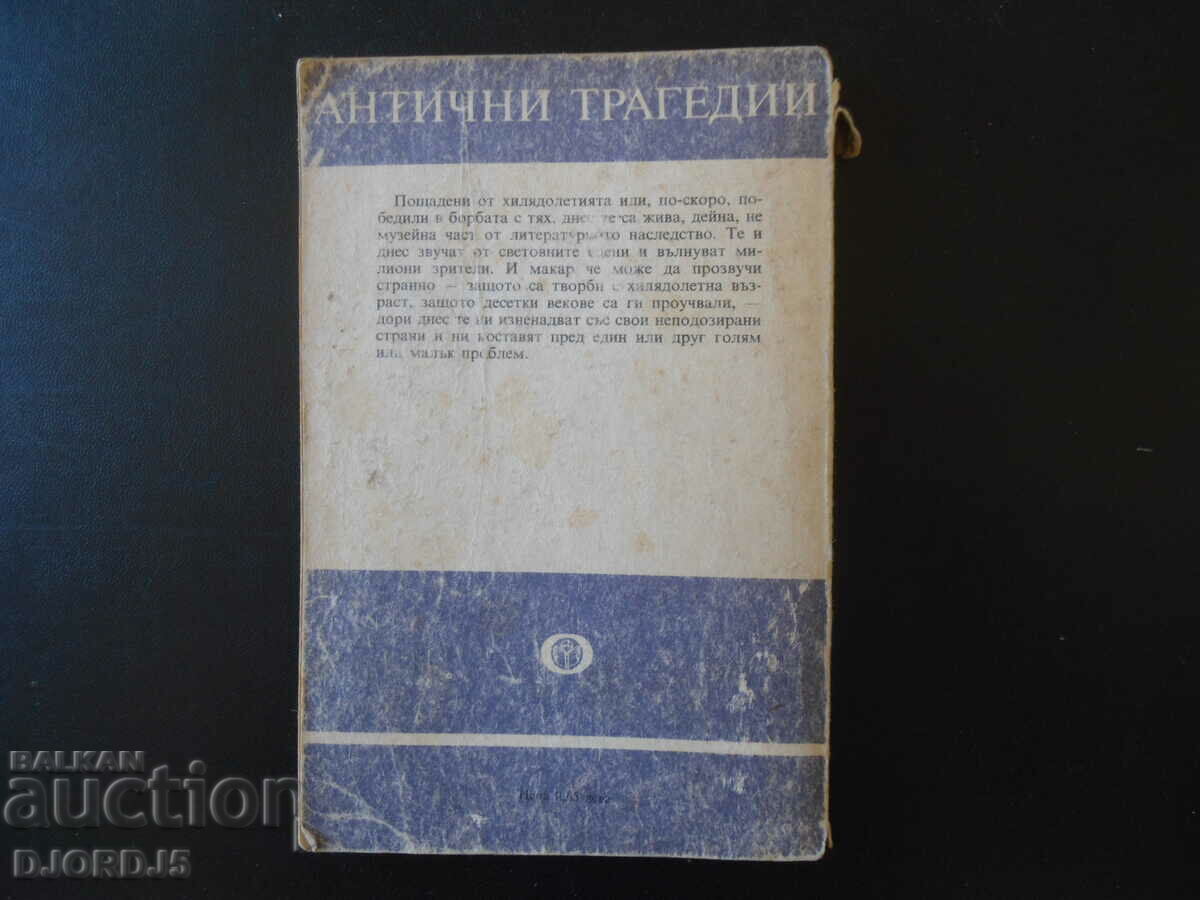 АНТИЧНИ ТРАГЕДИИ
Пощадени от хилядолетията или, по-скоро, по-
бедили в борбата с тях, днес те са жива, дейна, не
музейна част от литературното наследство. Те и
днес звучат от световните сцени и вълнуват ми-
лиони зрители. И макар че може да прозвучи
странно — защото са творби с хилядолетна въз-
раст, защото десетки векове са ги проучвали, —
дори днес те ни изненадват със свои неподозирани
страни и ни поставят пред един или друг голям
или малък проблем.
Цена
BALKAN
auction
DJORDJ5